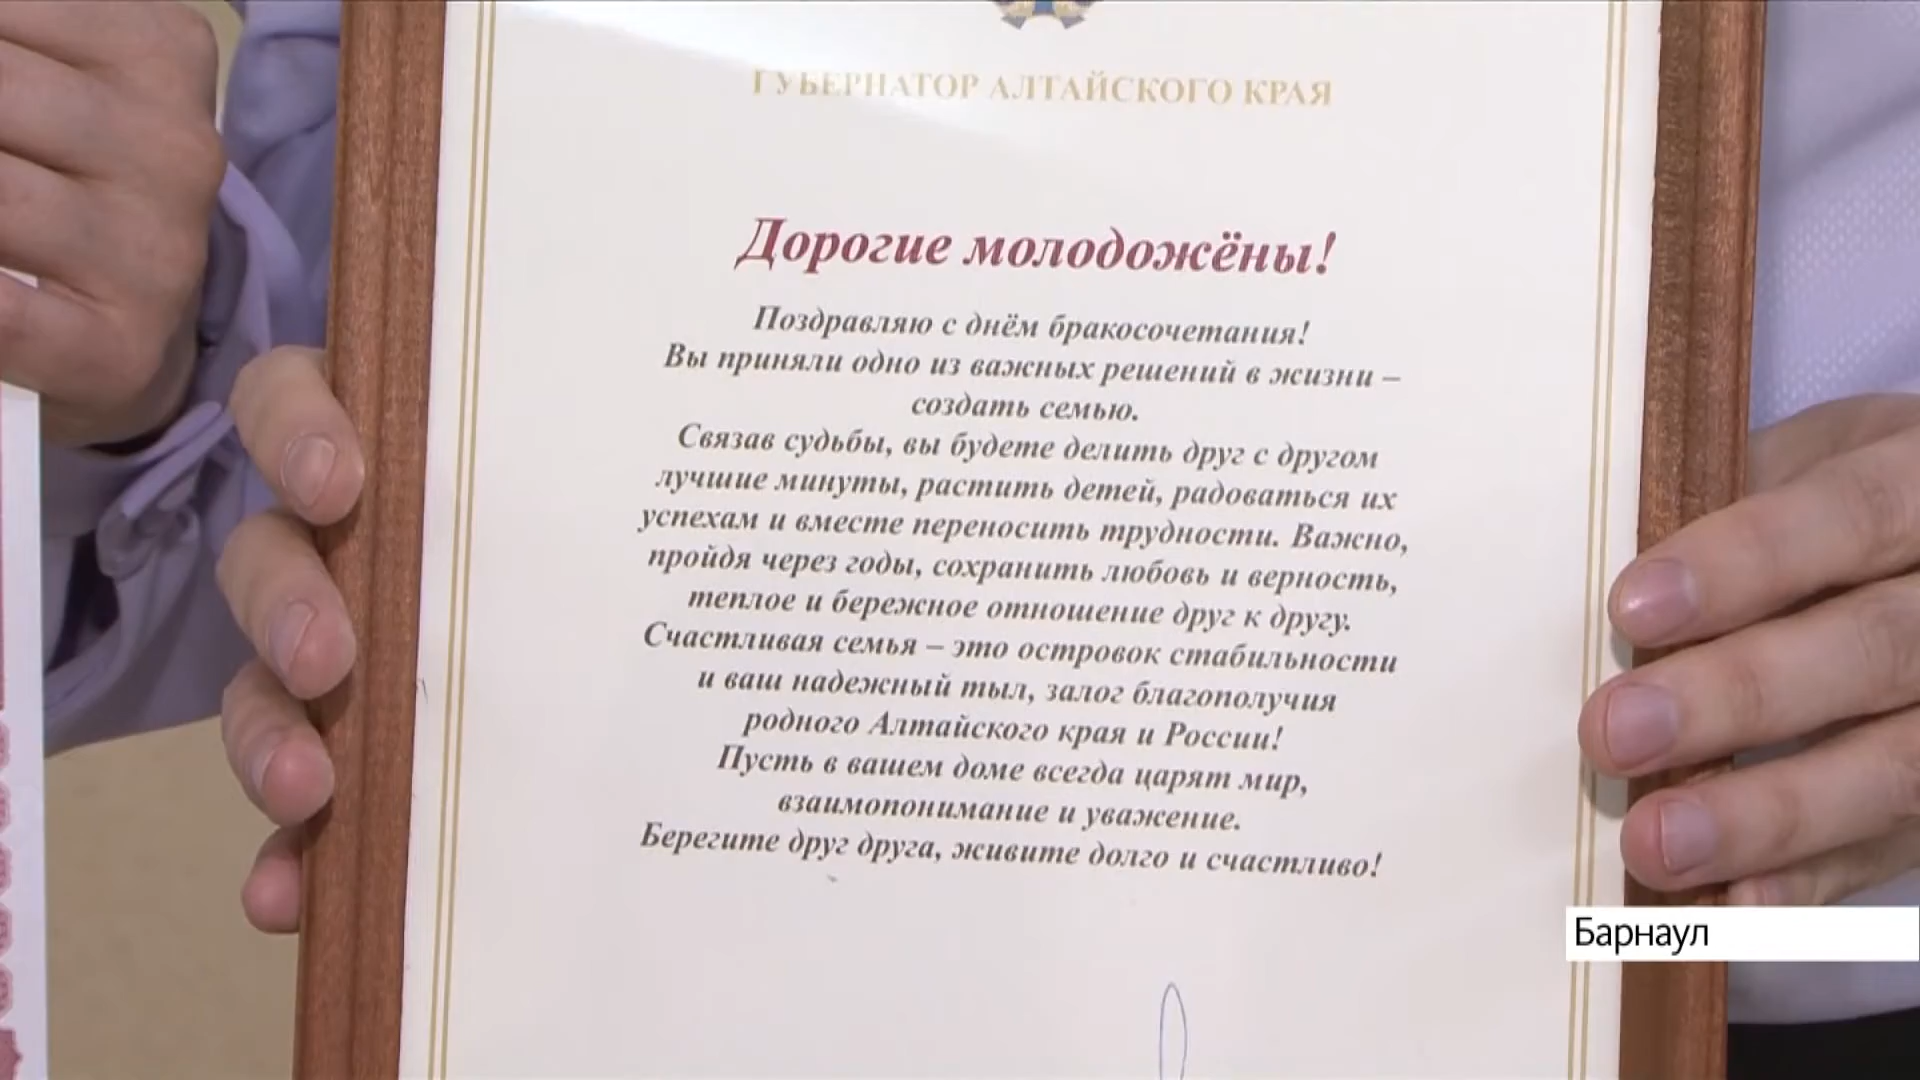 ГУБЕРНАТОР АЛТАЙСКОГО КРАЯ
Дорогие молодожёны!
Поздравляю с днём бракосочетания!
Вы приняли одно из важных решений в жизни –
создать семью.
Связав судьбы, вы будете делить друг с другом
лучшие минуты, растить детей, радоваться их
успехам и вместе переносить трудности. Важно,
пройдя через годы, сохранить любовь и верность,
теплое и бережное отношение друг к другу.
Счастливая семья – это островок стабильности
и ваш надежный тыл, залог благополучия
родного Алтайского края и России!
Пусть в вашем доме всегда царят мир,
взаимопонимание и уважение.
Берегите друг друга, живите долго и счастливо!
Барнаул